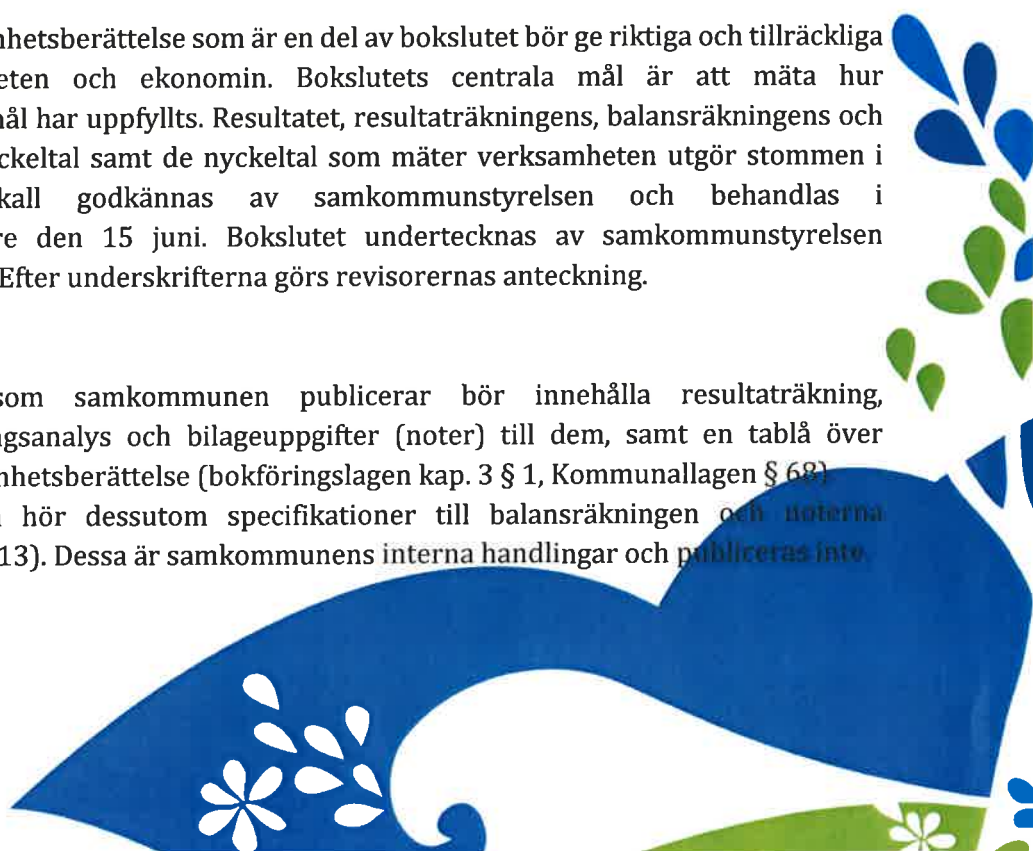 nhetsberättelse som är en del av bokslutet bör ge riktiga och tillräckliga
eten och ekonomin. Bokslutets centrala mål är att mäta hur
nål har uppfyllts. Resultatet, resultaträkningens, balansräkningens och
ckeltal samt de nyckeltal som mäter verksamheten utgör stommen i
kall godkännas av samkommunstyrelsen och behandlas i
re den 15 juni. Bokslutet undertecknas av samkommunstyrelsen
Efter underskrifterna görs revisorernas anteckning.
som samkommunen publicerar bör innehålla resultaträkning,
ngsanalys och bilageuppgifter (noter) till dem, samt en tablå över
nhetsberättelse (bokföringslagen kap. 3 § 1, Kommunallagen § 68)
hör dessutom specifikationer till balansräkningen och noterna
13). Dessa är samkommunens interna handlingar och publiceras inte.